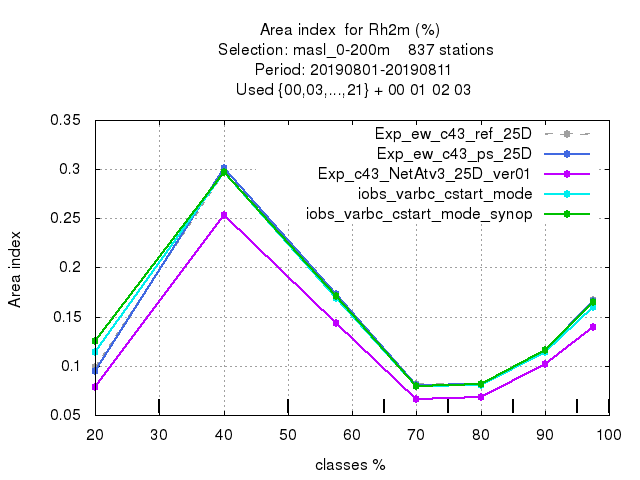 Area index for Rh2m (%)
Selection: masl_0-200m 837 stations
Period: 20190801-20190811
Used {00,03,...,21} + 00 01 02 03
Exp_ew_c43_ref_25D
Exp_ew_c43_ps_25D
Exp_c43_NetAtv3_25D_ver01
iobs_varbc_cstart_mode
iobs_varbc_cstart_mode_synop
Area index
0.35
0.3
0.25
0.2
0.15
0.1
0.05
20 30 40 50 60 70 80 90 100
classes %